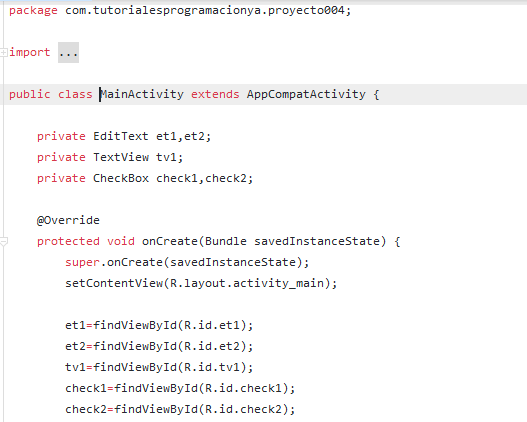 package com.tutorialesprogramacionya.proyecto004;
import ...
public class MainActivity extends AppCompatActivity {
private EditText et1,et2;
private TextView tv1;
private CheckBox check1,check2;
@Override
protected void onCreate(Bundle savedInstanceState) {
super.onCreate(savedInstanceState);
setContentView(R.layout.activity_main);
et1=findViewById(R.id.et1);
et2=findViewById(R.id.et2);
tv1=findViewById(R.id.tv1);
check1=findViewById(R.id.check1);
check2=findViewById(R.id.check2);